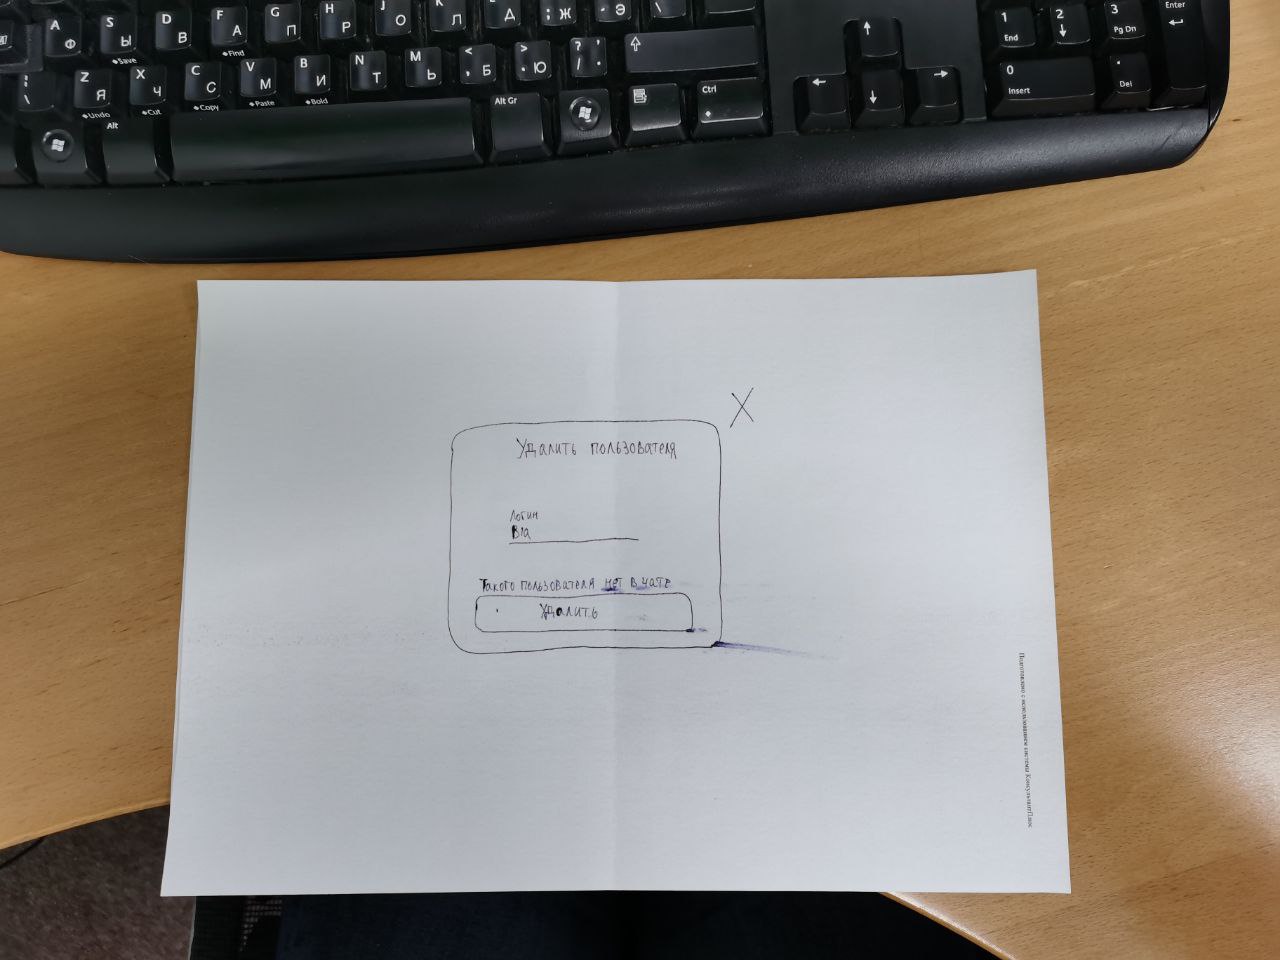 A Ф S Ы D В F А G П H Р J О K Л Д ; Ж Э \ 1 End 2 3 Pg Dn Enter
Save Find
Z Я X Ч C С V М B И N Т M Ь < , Б > . Ю ? / . 0 Insert . Del
Undo Cut Copy Paste Bold
Alt Alt Gr Ctrl
X
Удалить пользователя
Логин
Bla
Такого пользователя нет в чате
Удалить
Подготовлено с использованием системы КонсультантПлюс